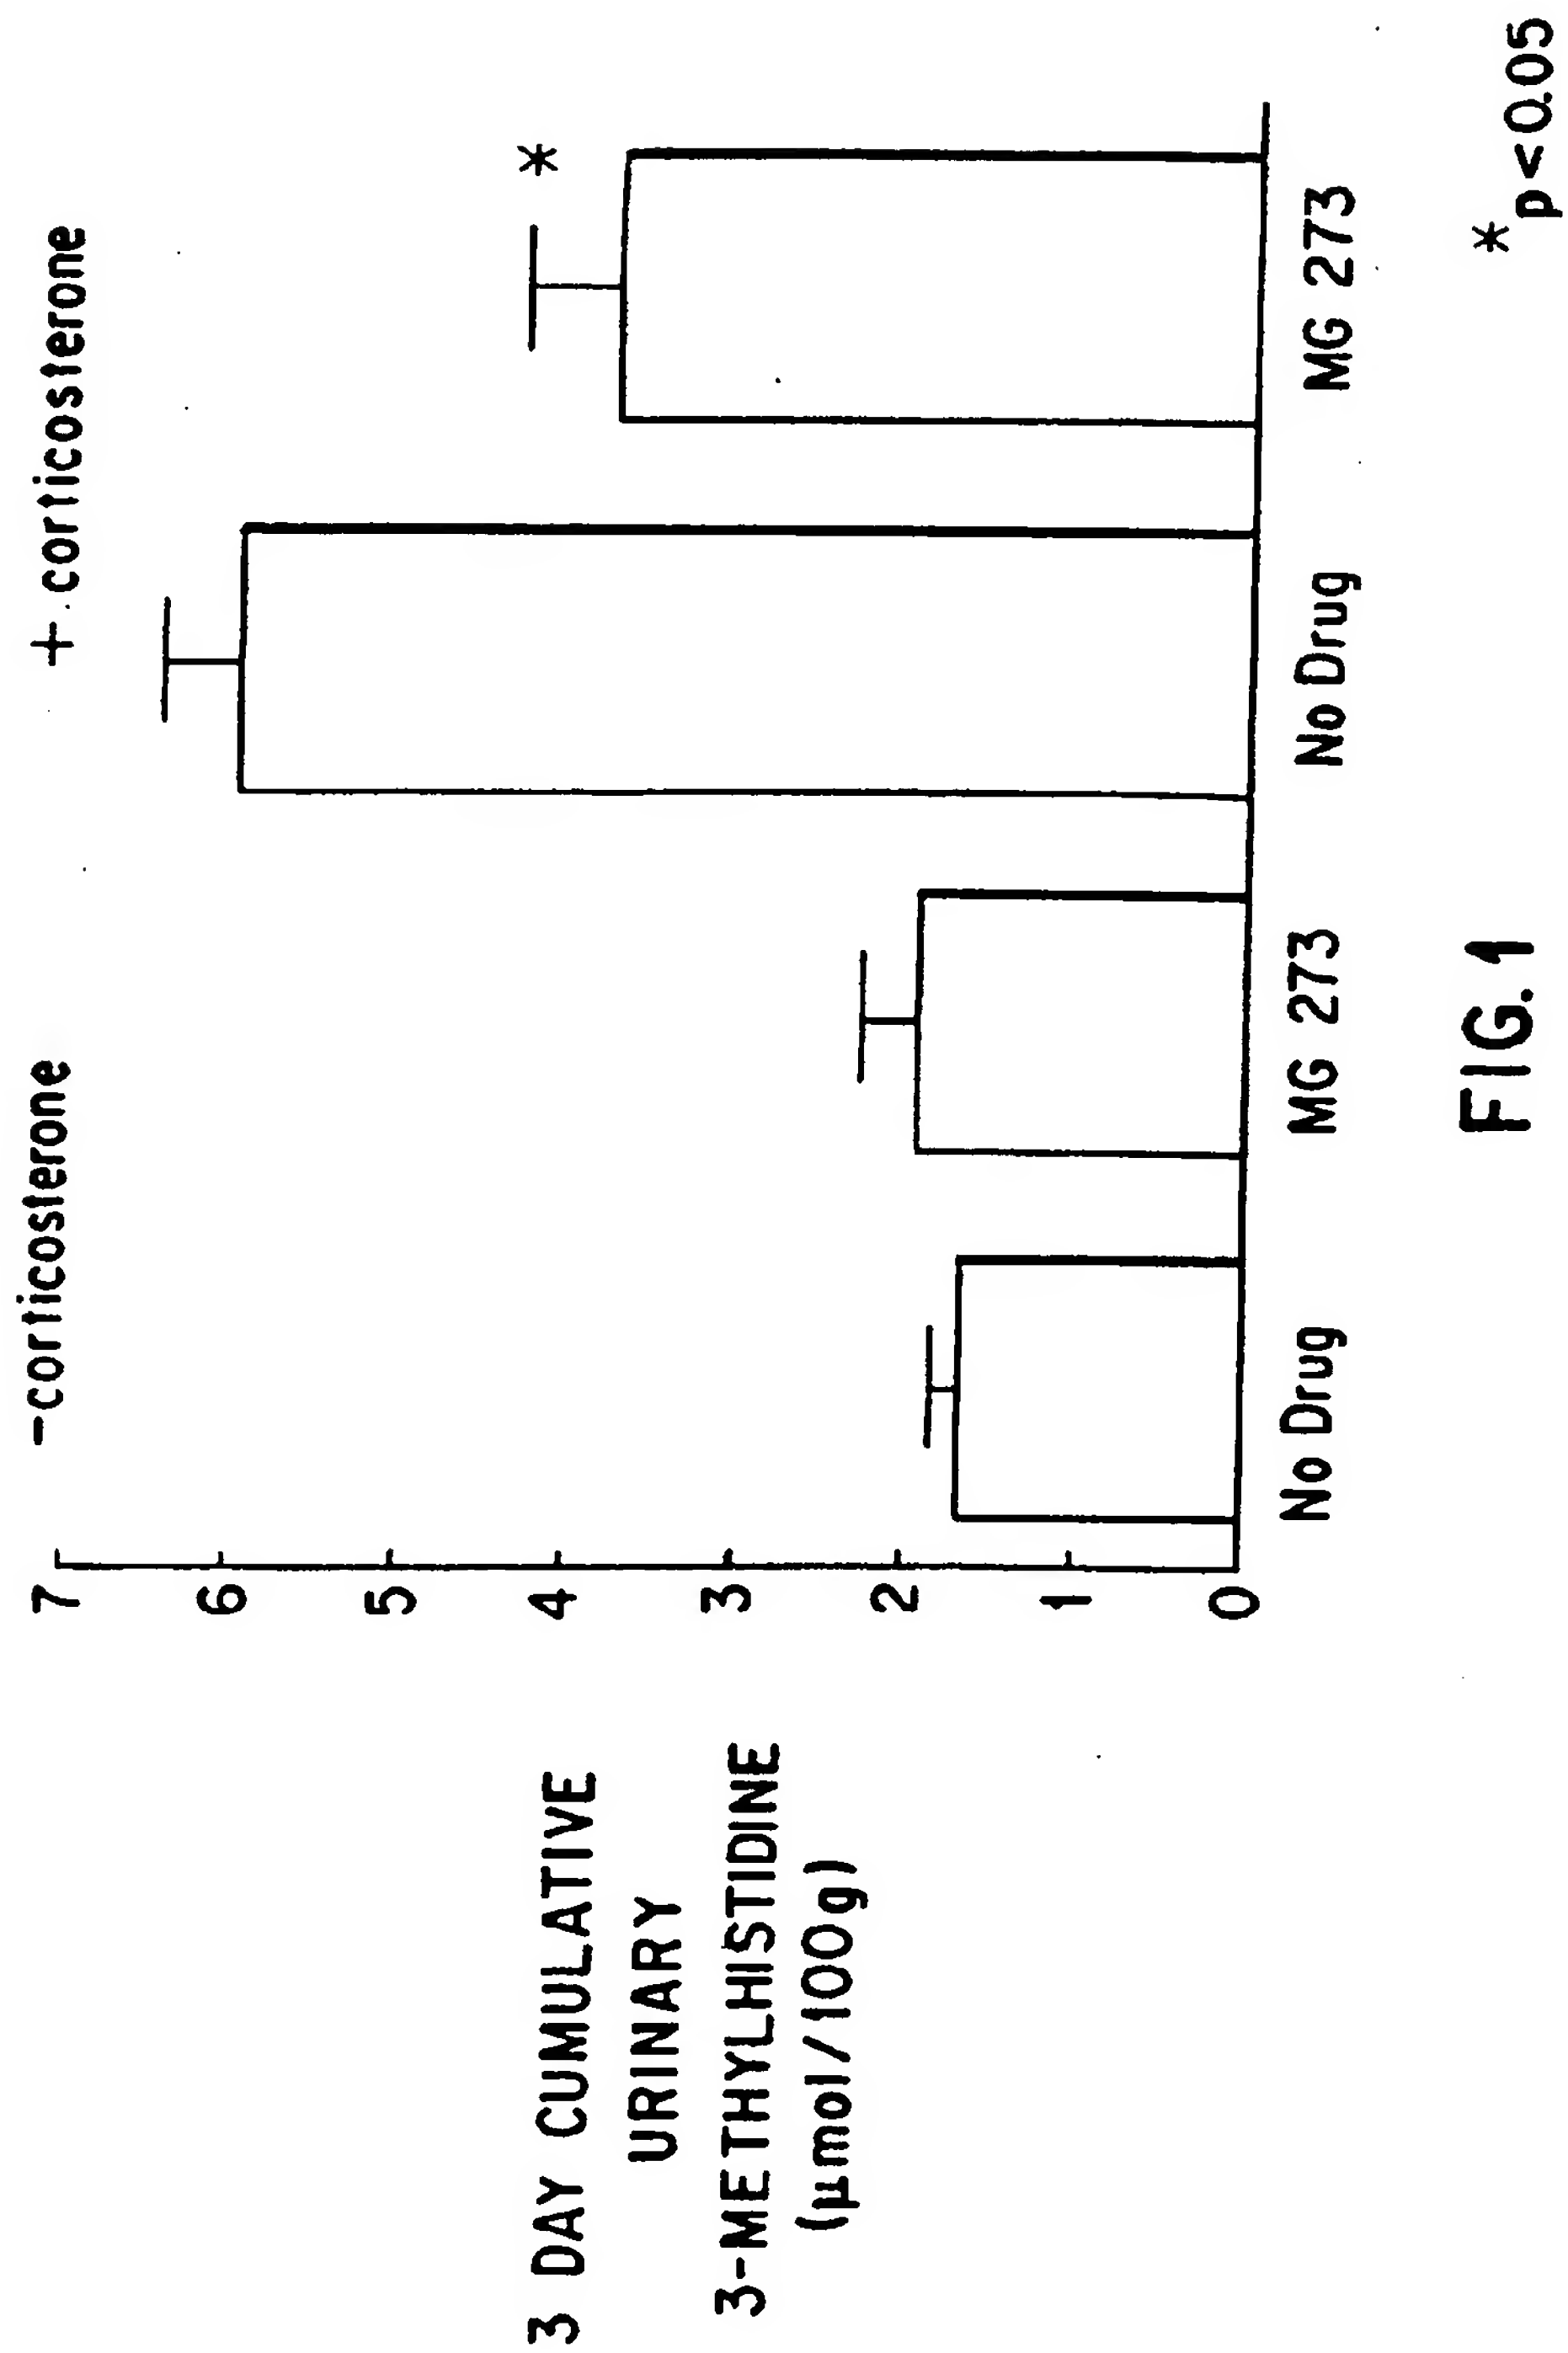 -corticosterone
+ corticosterone
7
6
5
4
3
2
1
0
3 DAY CUMULATIVE
URINARY
3-METHYLHISTIDINE
(µmol/100g)
*
No Drug
MG 273
No Drug
MG 273
* p<0.05
FIG. 1